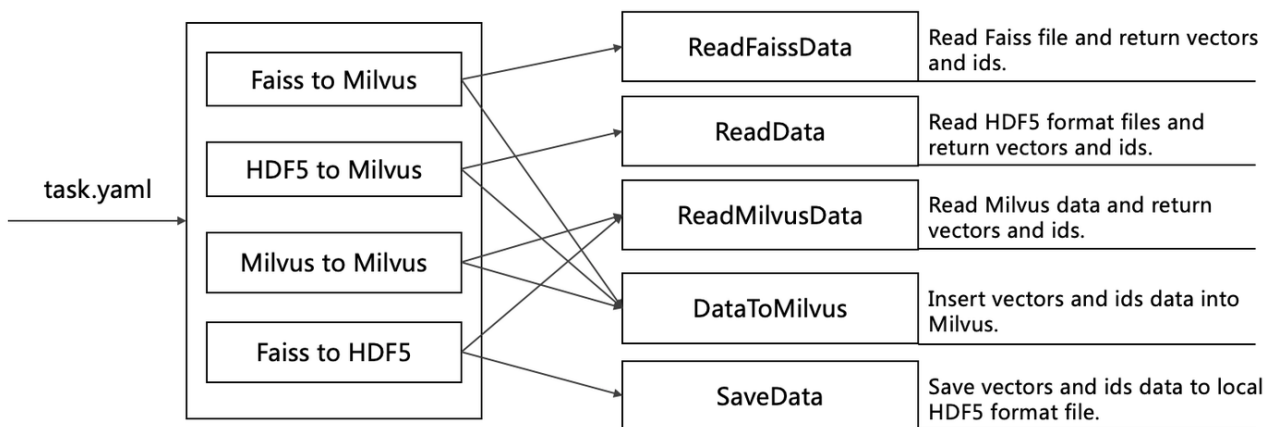 task.yaml
Faiss to Milvus
HDF5 to Milvus
Milvus to Milvus
Faiss to HDF5
ReadFaissData
Read Faiss file and return vectors
and ids.
ReadData
Read HDF5 format files and
return vectors and ids.
ReadMilvusData
Read Milvus data and return
vectors and ids.
DataToMilvus
Insert vectors and ids data into
Milvus.
SaveData
Save vectors and ids data to local
HDF5 format file.